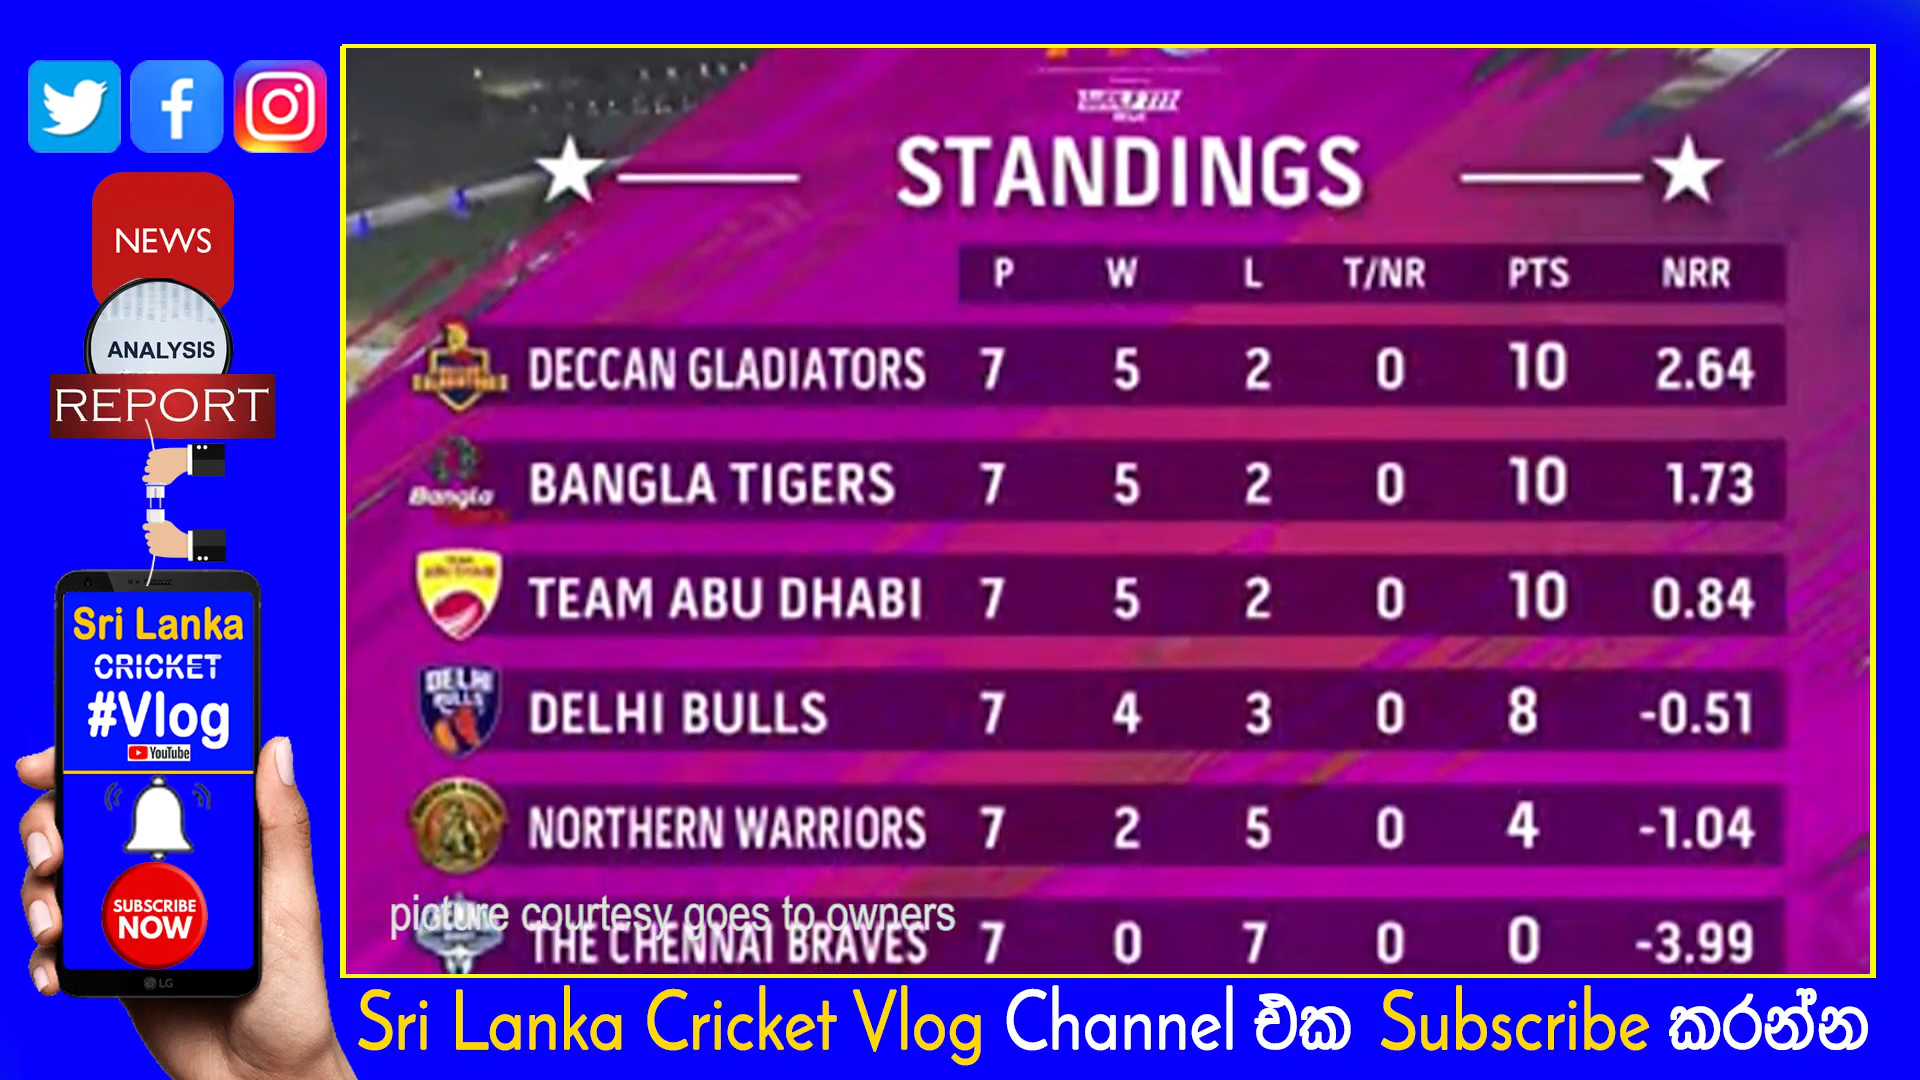 NEWS
ANALYSIS
REPORT
Sri Lanka
CRICKET
#Vlog
YouTube
SUBSCRIBE
NOW
LG
STANDINGS
P W L T/NR PTS NRR
DECCAN GLADIATORS 7 5 2 0 10 2.64
Bangla
BANGLA TIGERS 7 5 2 0 10 1.73
TEAM ABU DHABI 7 5 2 0 10 0.84
DELHI
BULLS
DELHI BULLS 7 4 3 0 8 -0.51
NORTHERN WARRIORS 7 2 5 0 4 -1.04
picture courtesy goes to owners
THE CHENNAI BRAVES 7 0 7 0 0 -3.99
Sri Lanka Cricket Vlog Channel එක Subscribe කරන්න